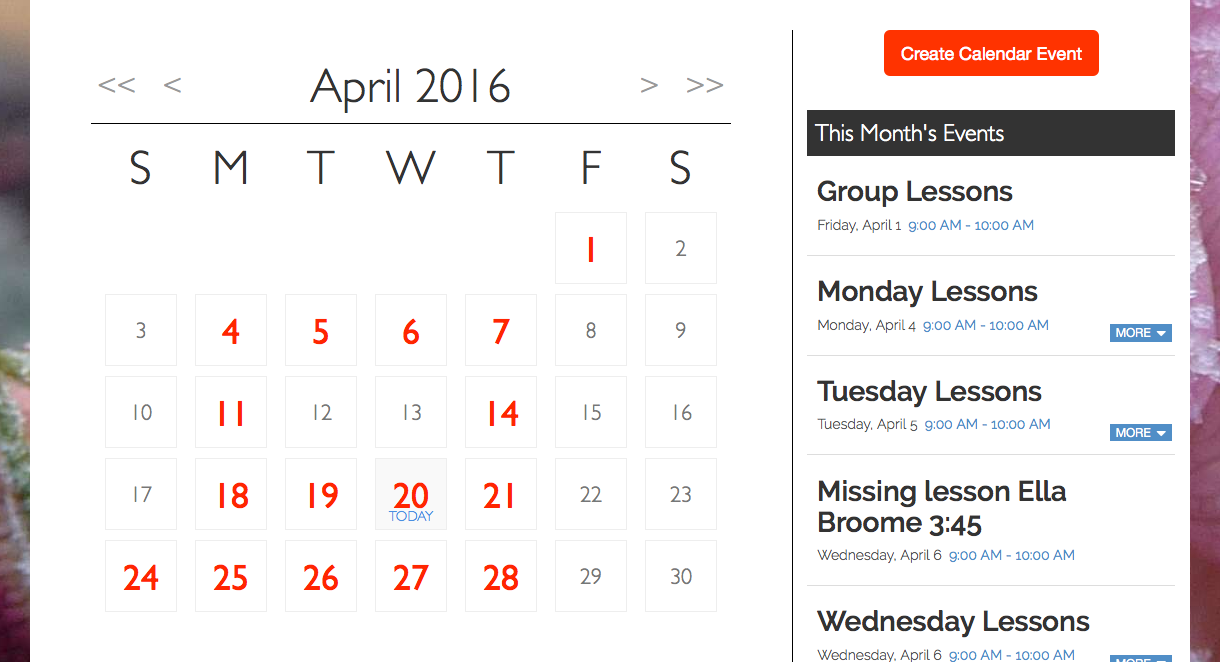 << < April 2016 > >>
S M T W T F S
1 2
3 4 5 6 7 8 9
10 11 12 13 14 15 16
17 18 19 20 21 22 23
TODAY
24 25 26 27 28 29 30
Create Calendar Event
This Month's Events
Group Lessons
Friday, April 1 9:00 AM - 10:00 AM
Monday Lessons
Monday, April 4 9:00 AM - 10:00 AM
MORE
Tuesday Lessons
Tuesday, April 5 9:00 AM - 10:00 AM
MORE
Missing lesson Ella
Broome 3:45
Wednesday, April 6 9:00 AM - 10:00 AM
Wednesday Lessons
Wednesday, April 6 9:00 AM - 10:00 AM
MORE